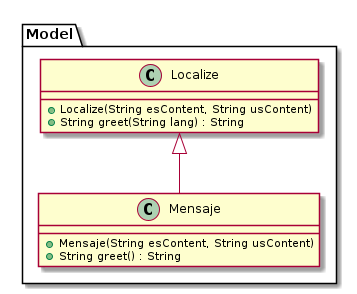 Model
C Localize
Localize(String esContent, String usContent)
String greet(String lang) : String
C Mensaje
Mensaje(String esContent, String usContent)
String greet() : String